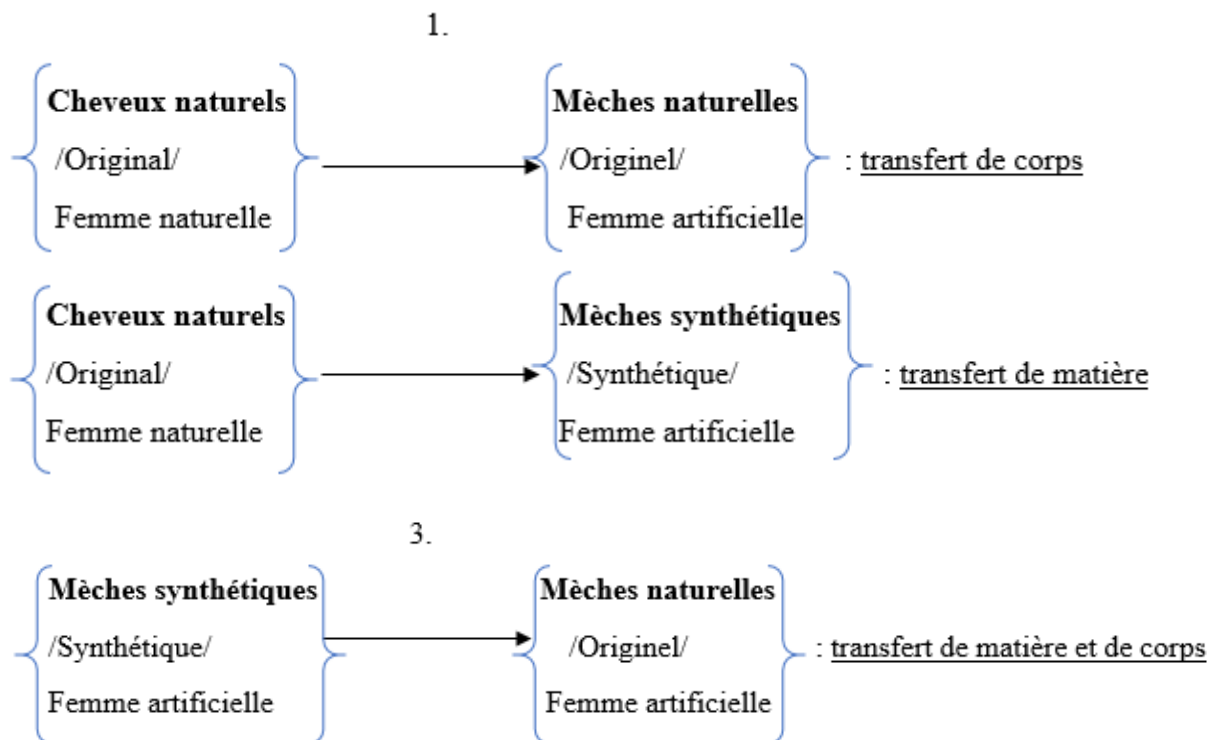 1.
Cheveux naturels Mèches naturelles
/Original/ /Originel/ : transfert de corps
Femme naturelle Femme artificielle
Cheveux naturels Mèches synthétiques
/Original/ /Synthétique/ : transfert de matière
Femme naturelle Femme artificielle
3.
Mèches synthétiques Mèches naturelles
/Synthétique/ /Originel/ : transfert de matière et de corps
Femme artificielle Femme artificielle